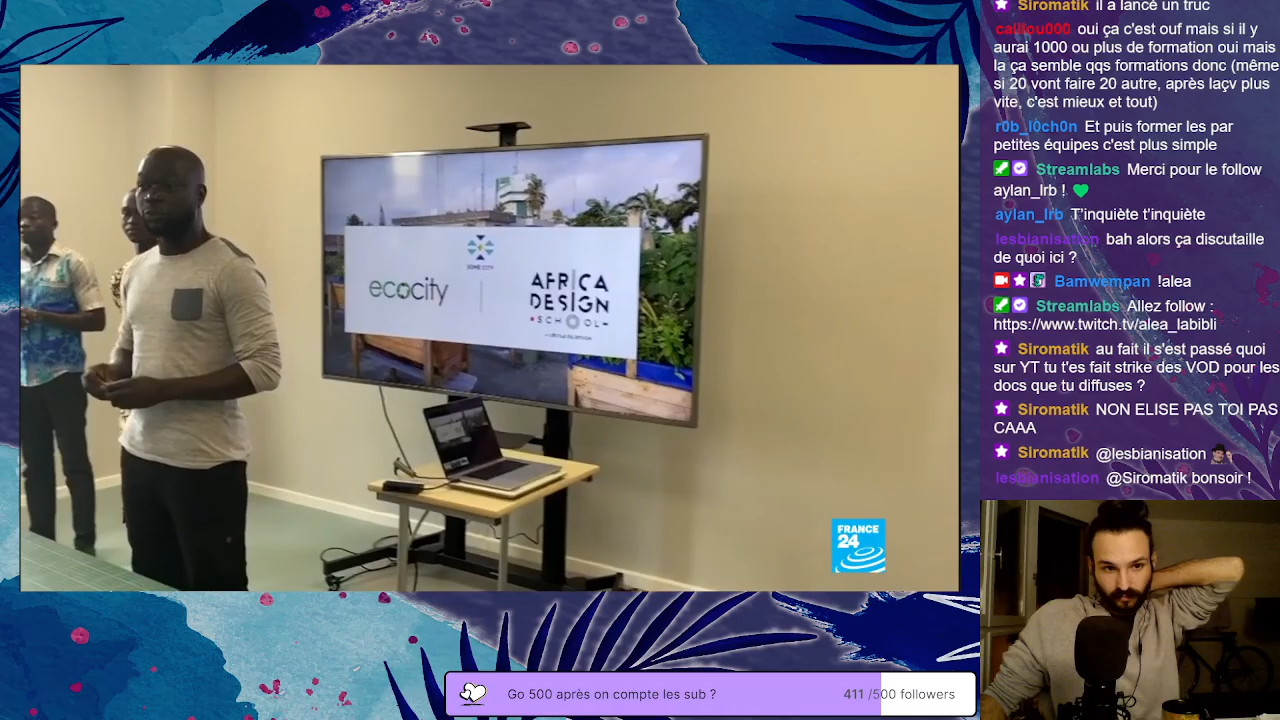 SÈMÈ CITY
ecocity
AFRICA
DESIGN
SCHOOL
FRANCE
24
Siromatik il a lancé un truc
caillou000 oui ça c'est ouf mais si il y
aurai 1000 ou plus de formation oui mais
la ça semble qqs formations donc (même
si 20 vont faire 20 autre, après laçv plus
vite, c'est mieux et tout)
r0b_l0ch0n Et puis former les par
petites équipes c'est plus simple
Streamlabs Merci pour le follow
aylan_lrb !
aylan_lrb T'inquiète t'inquiète
lesbianisation bah alors ça discutaille
de quoi ici ?
Bamwempan !alea
Streamlabs Allez follow :
https://www.twitch.tv/alea_labibli
Siromatik au fait il s'est passé quoi
sur YT tu t'es fait strike des VOD pour les
docs que tu diffuses ?
Siromatik NON ELISE PAS TOI PAS
CAAA
Siromatik @lesbianisation
lesbianisation @Siromatik bonsoir !
Go 500 après on compte les sub ? 411 /500 followers